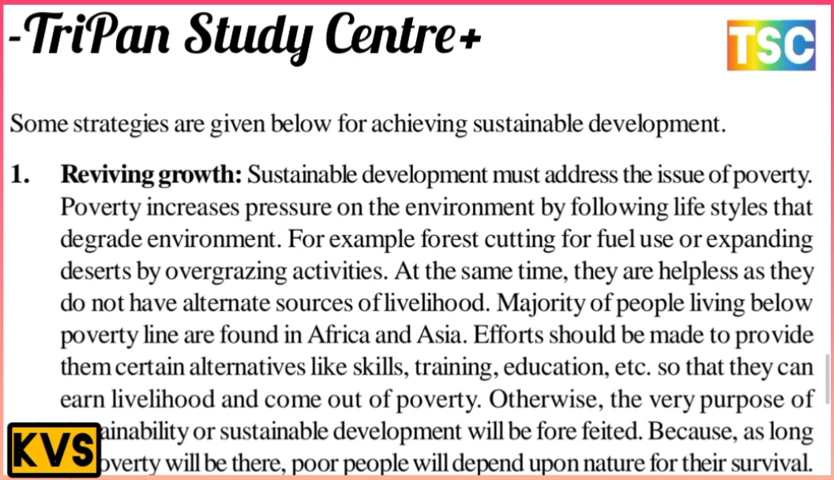 -TriPan Study Centre+
TSC
Some strategies are given below for achieving sustainable development.
1. Reviving growth: Sustainable development must address the issue of poverty.
Poverty increases pressure on the environment by following life styles that
degrade environment. For example forest cutting for fuel use or expanding
deserts by overgrazing activities. At the same time, they are helpless as they
do not have alternate sources of livelihood. Majority of people living below
poverty line are found in Africa and Asia. Efforts should be made to provide
them certain alternatives like skills, training, education, etc. so that they can
earn livelihood and come out of poverty. Otherwise, the very purpose of
ainability or sustainable development will be fore feited. Because, as long
overty will be there, poor people will depend upon nature for their survival.
KVS